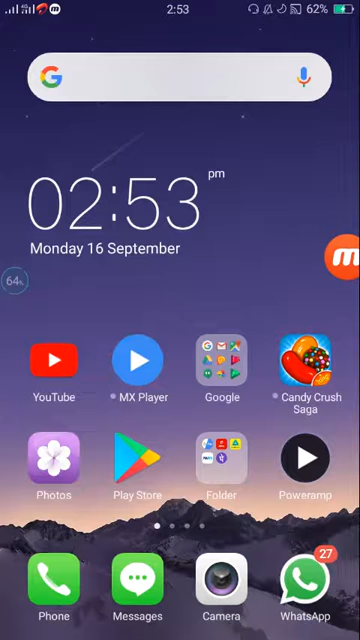 2:53
62%
02:53 pm
Monday 16 September
64%
YouTube
MX Player
Google
Candy Crush Saga
Photos
Play Store
Folder
Poweramp
27
Phone
Messages
Camera
WhatsApp